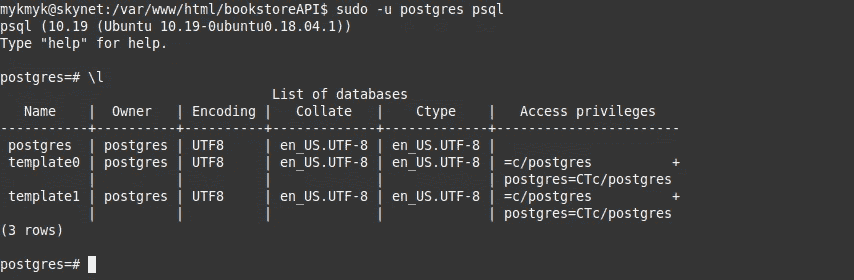 mykmyk@skynet:/var/www/html/bookstoreAPI$ sudo -u postgres psql
psql (10.19 (Ubuntu 10.19-0ubuntu0.18.04.1))
Type "help" for help.

postgres=# \l
                                  List of databases
   Name    |  Owner   | Encoding |   Collate   |    Ctype    |   Access privileges
-----------+----------+----------+-------------+-------------+-----------------------
 postgres  | postgres | UTF8     | en_US.UTF-8 | en_US.UTF-8 |
 template0 | postgres | UTF8     | en_US.UTF-8 | en_US.UTF-8 | =c/postgres          +
           |          |          |             |             | postgres=CTc/postgres
 template1 | postgres | UTF8     | en_US.UTF-8 | en_US.UTF-8 | =c/postgres          +
           |          |          |             |             | postgres=CTc/postgres
(3 rows)

postgres=#